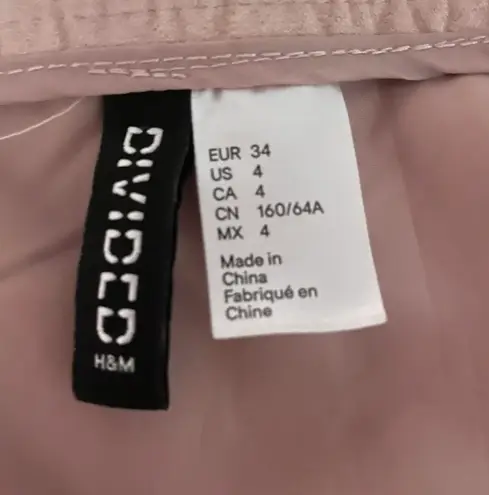 DIVIDED
H&M
EUR 34
US 4
CA 4
CN 160/64A
MX 4
Made in
China
Fabriqué en
Chine